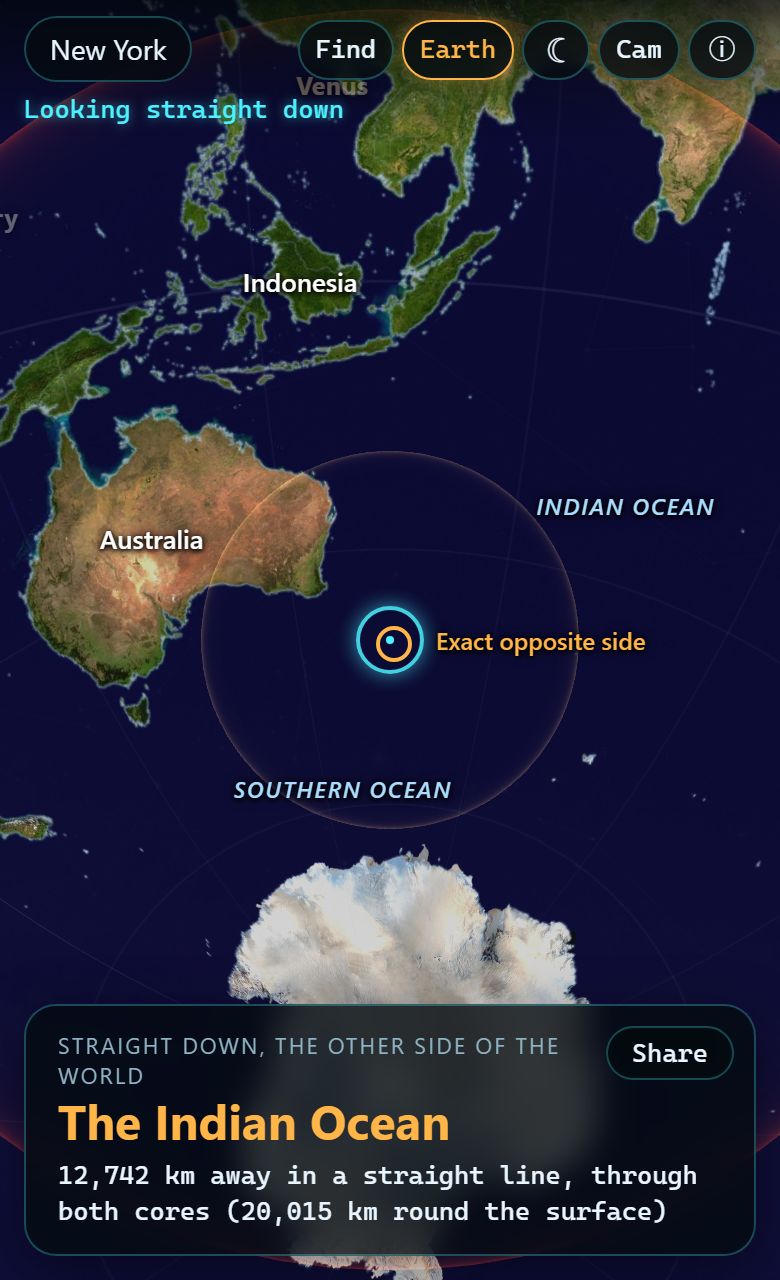 New York
Find
Earth
☾
Cam
ⓘ
Venus
Looking straight down
ry
Indonesia
INDIAN OCEAN
Australia
Exact opposite side
SOUTHERN OCEAN
STRAIGHT DOWN, THE OTHER SIDE OF THE
WORLD
Share
The Indian Ocean
12,742 km away in a straight line, through
both cores (20,015 km round the surface)